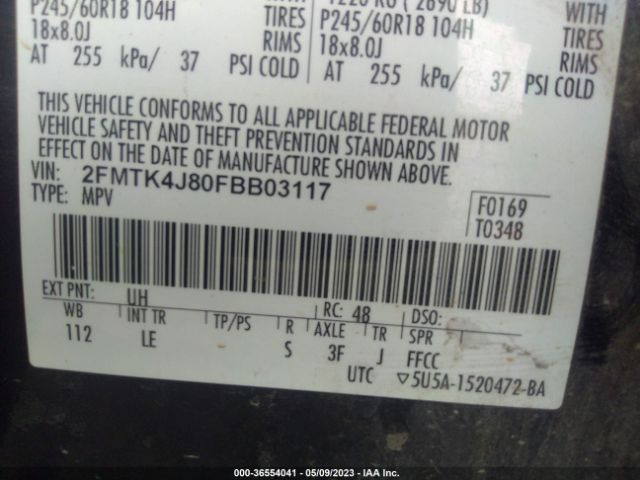 1220 KG ( 2690 LB) WITH
P245/60R18 104H TIRES P245/60R18 104H TIRES
18x8.0J RIMS 18x8.0J RIMS
AT 255 kPa/ 37 PSI COLD AT 255 kPa/ 37 PSI COLD
THIS VEHICLE CONFORMS TO ALL APPLICABLE FEDERAL MOTOR
VEHICLE SAFETY AND THEFT PREVENTION STANDARDS IN
EFFECT ON THE DATE OF MANUFACTURE SHOWN ABOVE.
VIN: 2FMTK4J80FBB03117
TYPE: MPV
F0169
T0348
EXT PNT: UH RC: 48 DSO:
WB INT TR TP/PS R AXLE TR SPR
112 LE S 3F J FFCC
UTC ▽5U5A-1520472-BA
000-36554041 - 05/09/2023 - IAA Inc.